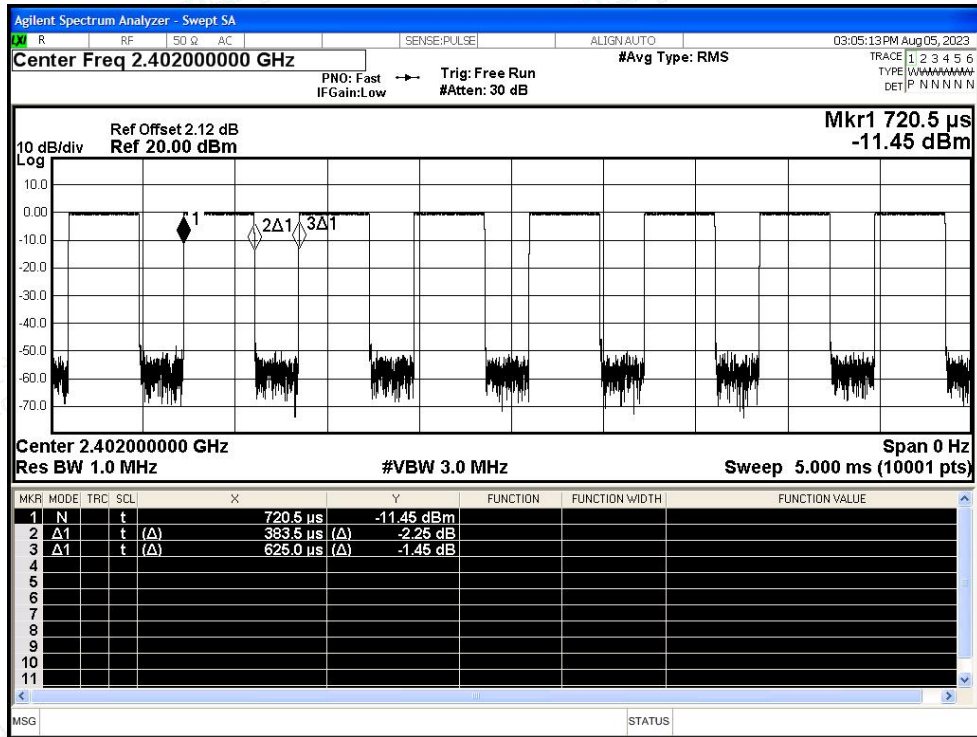 Agilent Spectrum Analyzer - Swept SA
LXI R RF 50 Ω AC SENSE:PULSE ALIGN AUTO 03:05:13 PM Aug 05, 2023
Center Freq 2.402000000 GHz
#Avg Type: RMS
TRACE 1 2 3 4 5 6
PNO: Fast Trig: Free Run
TYPE
IFGain:Low #Atten: 30 dB
DET P N N N N N
Mkr1 720.5 µs
-11.45 dBm
Ref Offset 2.12 dB
10 dB/div Ref 20.00 dBm
Log
10.0
0.00
1 2Δ1 3Δ1
-10.0
-20.0
-30.0
-40.0
-50.0
-60.0
-70.0
Center 2.402000000 GHz Span 0 Hz
Res BW 1.0 MHz #VBW 3.0 MHz Sweep 5.000 ms (10001 pts)
MKR MODE TRC SCL X Y FUNCTION FUNCTION WIDTH FUNCTION VALUE
1 N t 720.5 µs -11.45 dBm
2 Δ1 t (Δ) 383.5 µs (Δ) -2.25 dB
3 Δ1 t (Δ) 625.0 µs (Δ) -1.45 dB
4
5
6
7
8
9
10
11
MSG STATUS